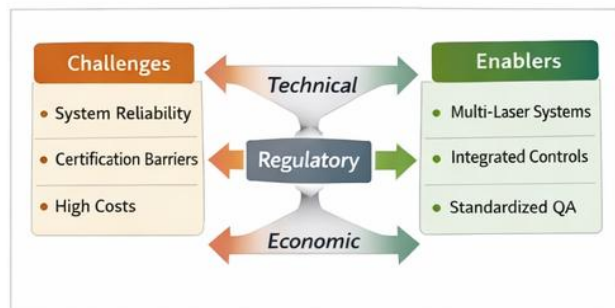 Challenges
System Reliability
Certification Barriers
High Costs
Technical
Regulatory
Economic
Enablers
Multi-Laser Systems
Integrated Controls
Standardized QA